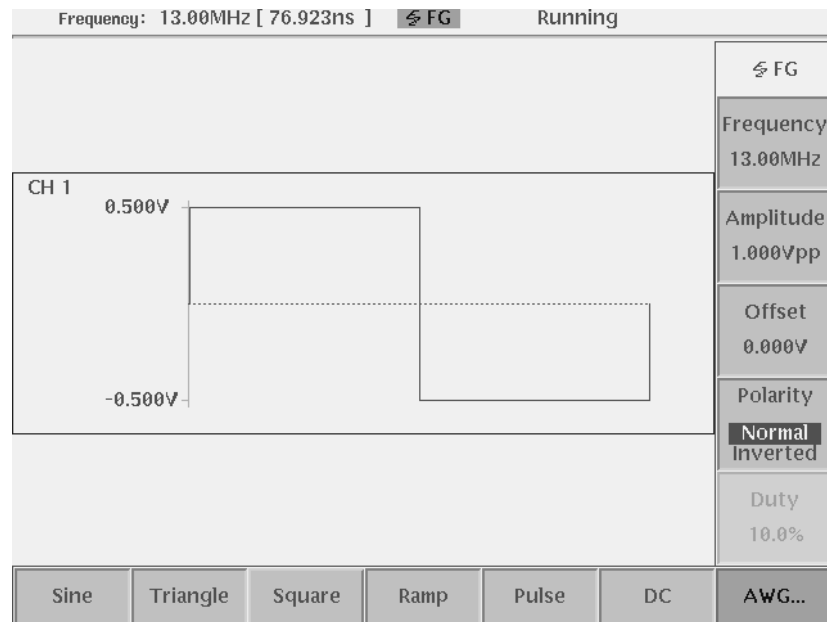 Frequency: 13.00MHz [ 76.923ns ] FG Running
FG
Frequency
13.00MHz
CH 1
0.500V
Amplitude
1.000Vpp
Offset
0.000V
-0.500V
Polarity
Normal
Inverted
Duty
10.0%
Sine Triangle Square Ramp Pulse DC AWG...